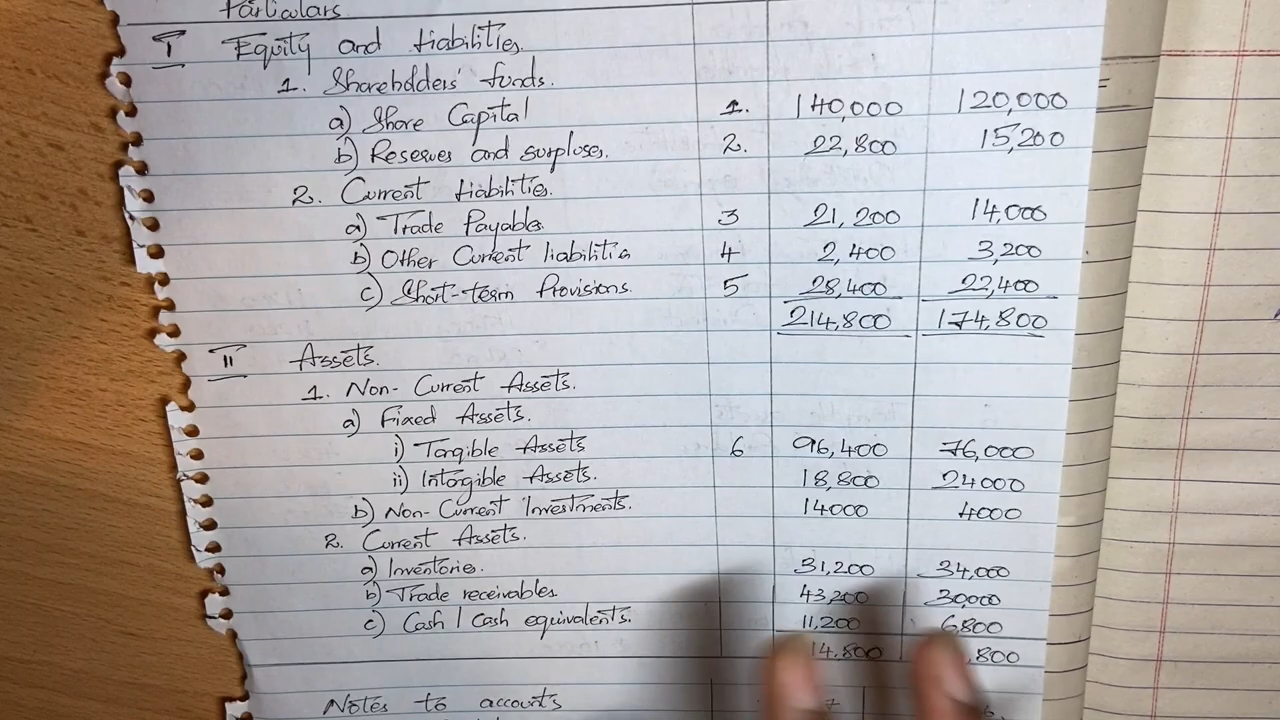 Particulars
I Equity and Liabilities.
1. Shareholders' funds.
a) Share Capital 1. 140,000 120,000
b) Reserves and surpluses. 2. 22,800 15,200
2. Current Liabilities.
a) Trade Payables 3 21,200 14,000
b) Other Current liabilities 4 2,400 3,200
c) Short-term Provisions. 5 28,400 22,400
214,800 174,800
II Assets.
1. Non-Current Assets.
a) Fixed Assets.
i) Tangible Assets 6 96,400 76,000
ii) Intangible Assets. 18,800 24000
b) Non-Current Investments. 14000 4000
2. Current Assets.
a) Inventories. 31,200 34,000
b) Trade receivables 43,200 30,000
c) Cash / Cash equivalents. 11,200 6,800
14,800 ,800
Notes to accounts